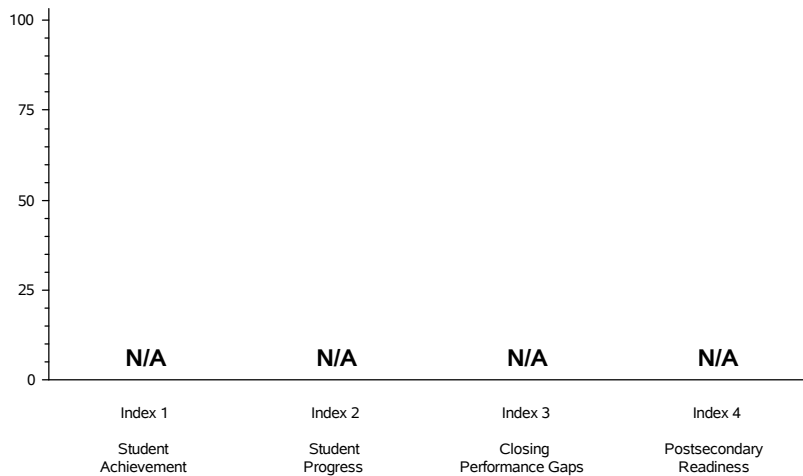 100
75
50
25
0
N/A N/A N/A N/A
Index 1 Index 2 Index 3 Index 4
Student Student Closing Postsecondary
Achievement Progress Performance Gaps Readiness